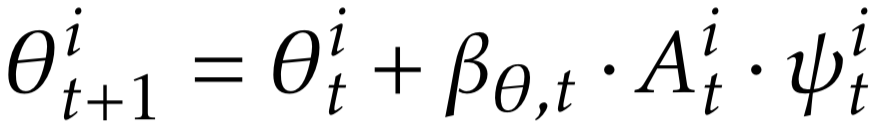 θ^i_{t+1} = θ^i_t + β_{θ,t} · A^i_t · ψ^i_t